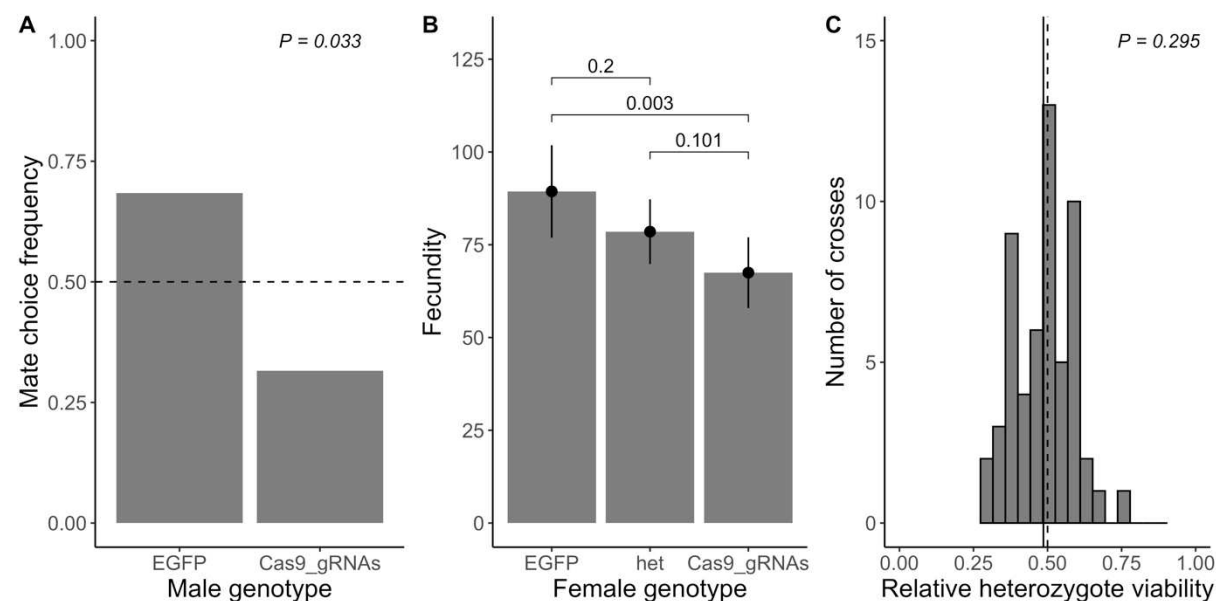 A
P = 0.033
1.00
0.75
0.50
0.25
0.00
Mate choice frequency
EGFP
Cas9_gRNAs
Male genotype
B
125
100
75
50
25
0
Fecundity
0.2
0.003
0.101
EGFP
het
Cas9_gRNAs
Female genotype
C
P = 0.295
15
10
5
0
Number of crosses
0.00
0.25
0.50
0.75
1.00
Relative heterozygote viability